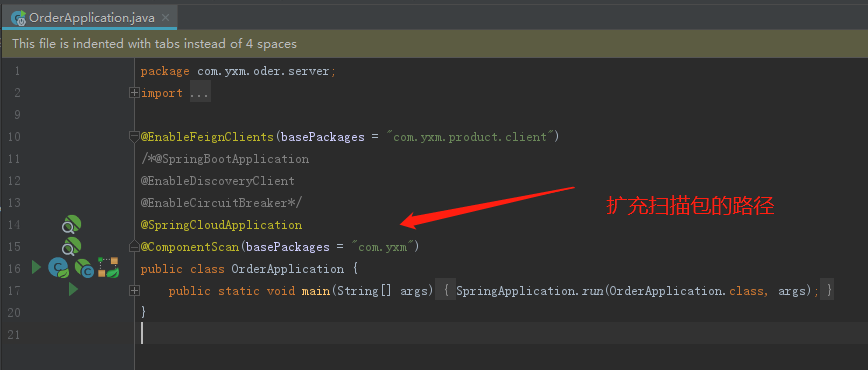 OrderApplication.java
This file is indented with tabs instead of 4 spaces
1 package com.yxm.oder.server;
2 import ...
9
10 @EnableFeignClients(basePackages = "com.yxm.product.client")
11 /*@SpringBootApplication
12 @EnableDiscoveryClient
13 @EnableCircuitBreaker*/
扩充扫描包的路径
14 @SpringCloudApplication
15 @ComponentScan(basePackages = "com.yxm")
16 public class OrderApplication {
17 public static void main(String[] args) { SpringApplication.run(OrderApplication.class, args); }
20 }
21